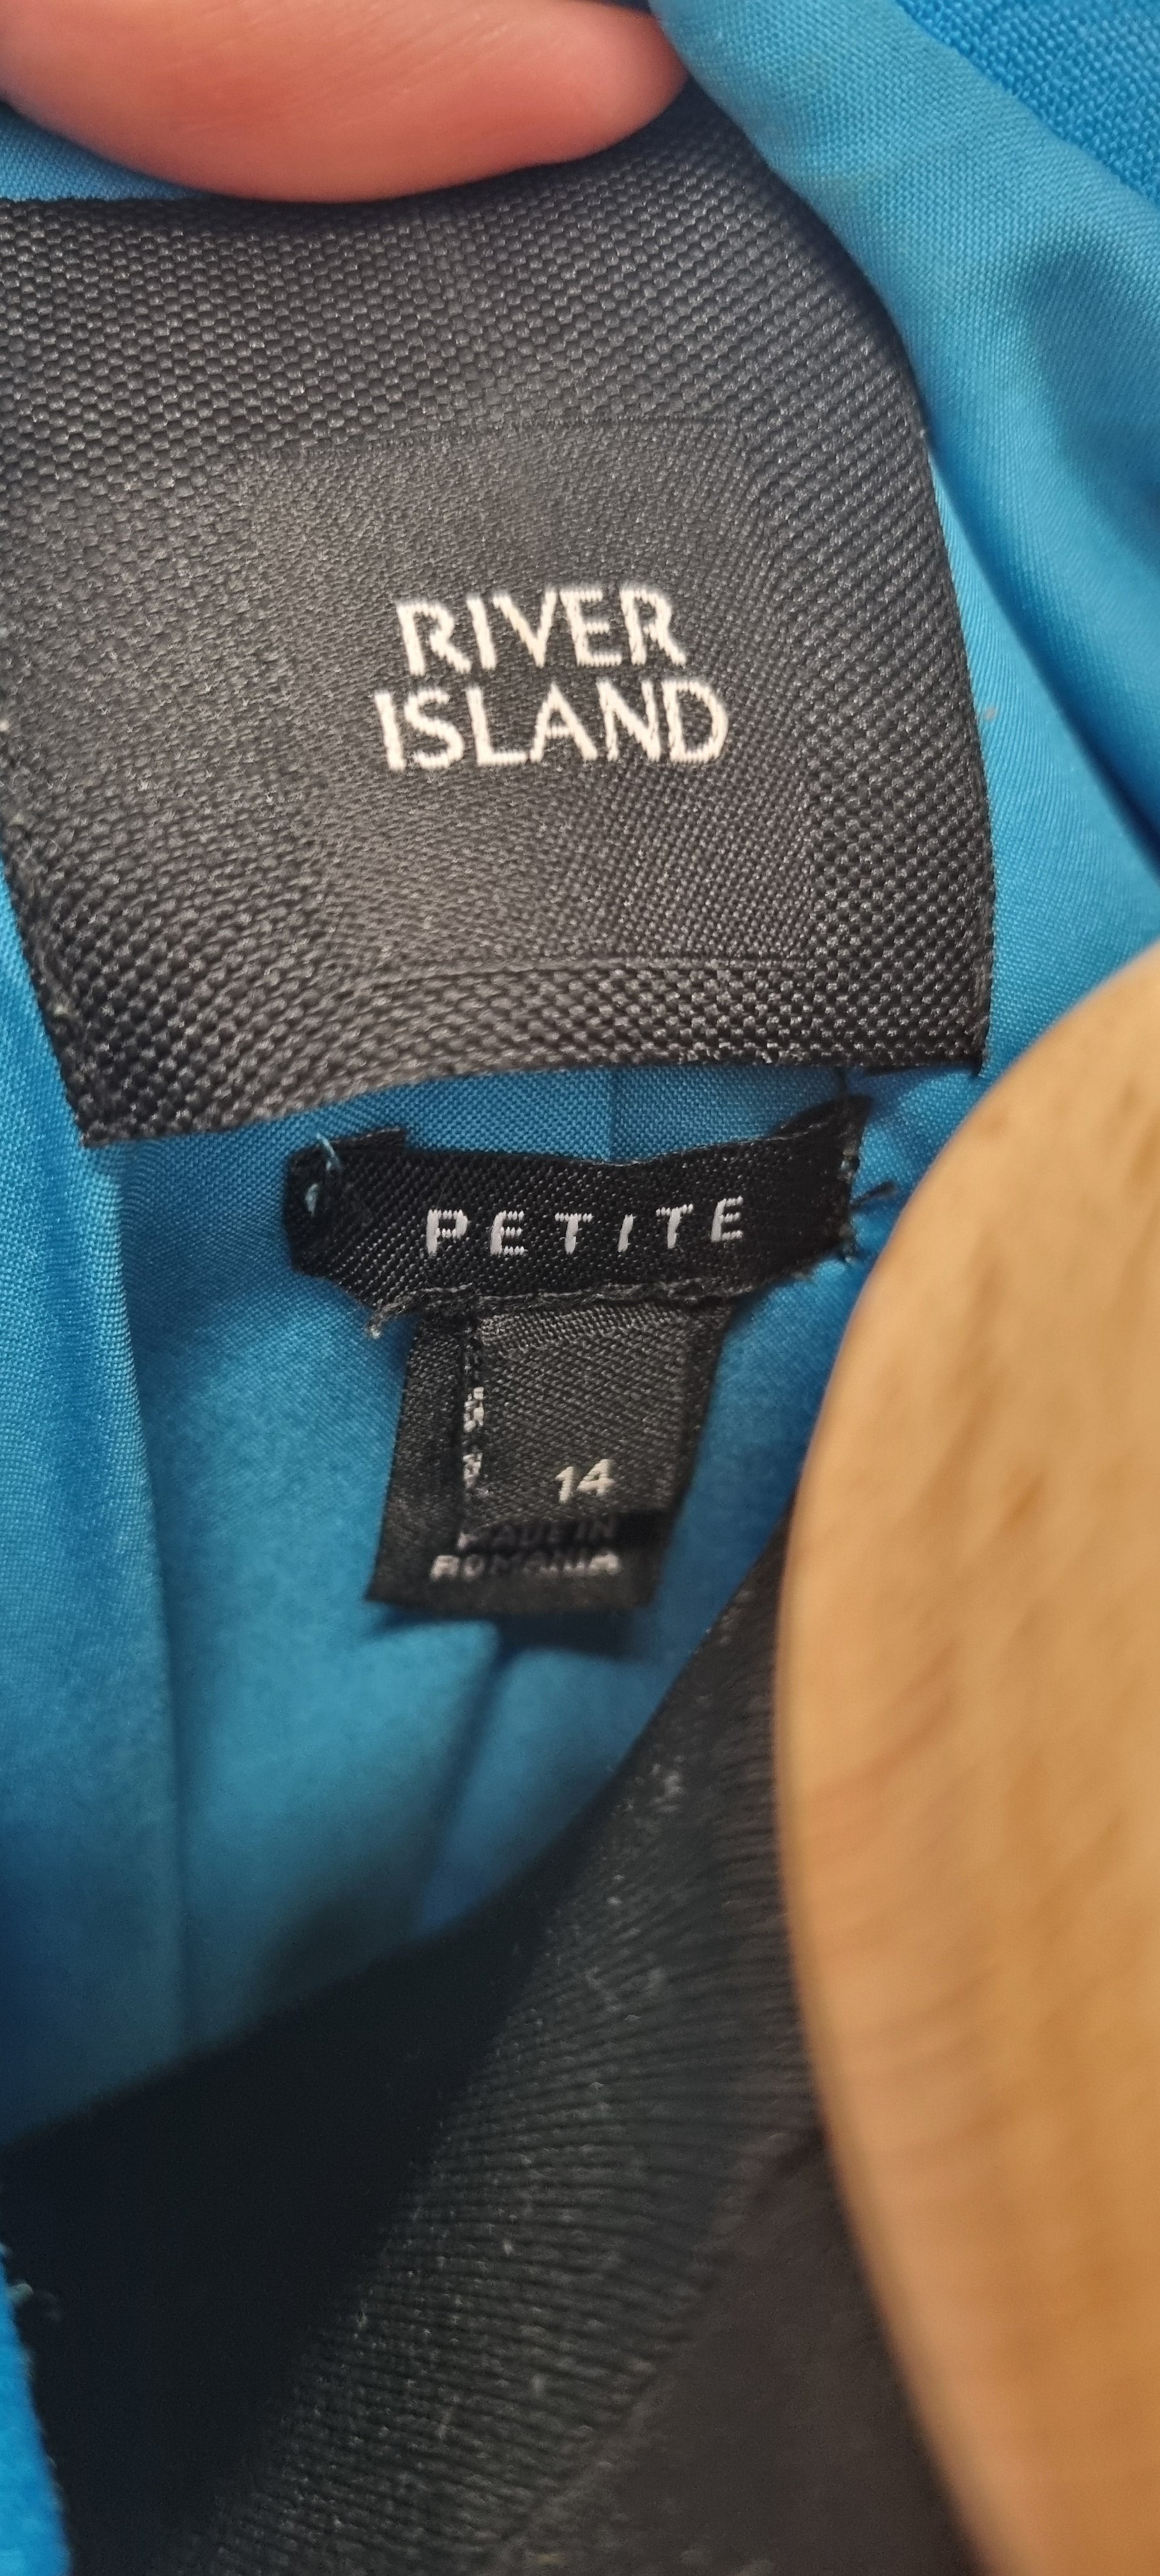 RIVER
ISLAND
PETITE
14
MADE IN
ROMANIA